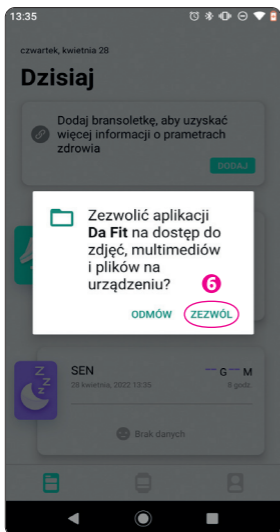 13:35
czwartek, kwietnia 28
Dzisiaj
Dodaj bransoletkę, aby uzyskać
więcej informacji o prametrach
zdrowia
DODAJ
Zezwolić aplikacji
Da Fit na dostęp do
zdjęć, multimediów
i plików na
urządzeniu?
6
ODMÓW ZEZWÓL
SEN
-- G -- M
28 kwietnia, 2022 13:35
8 godz.
Z
Z
Z
Brak danych